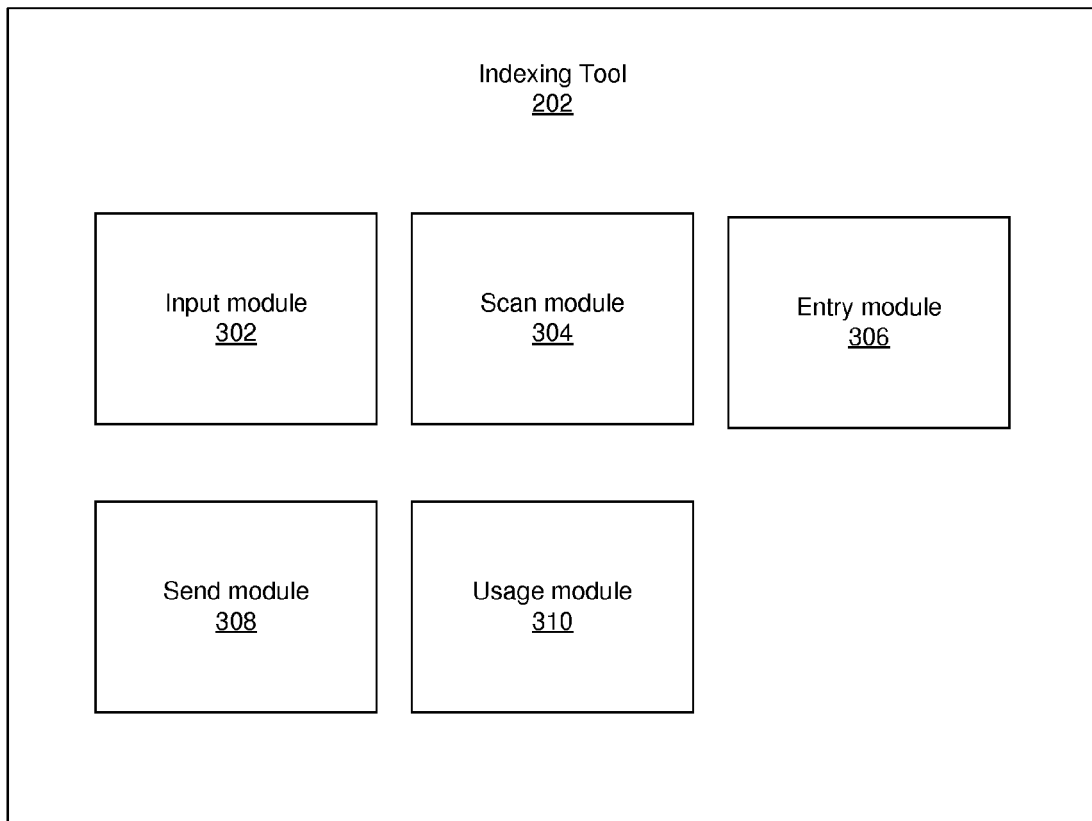 Indexing Tool
202
Input module
302
Scan module
304
Entry module
306
Send module
308
Usage module
310